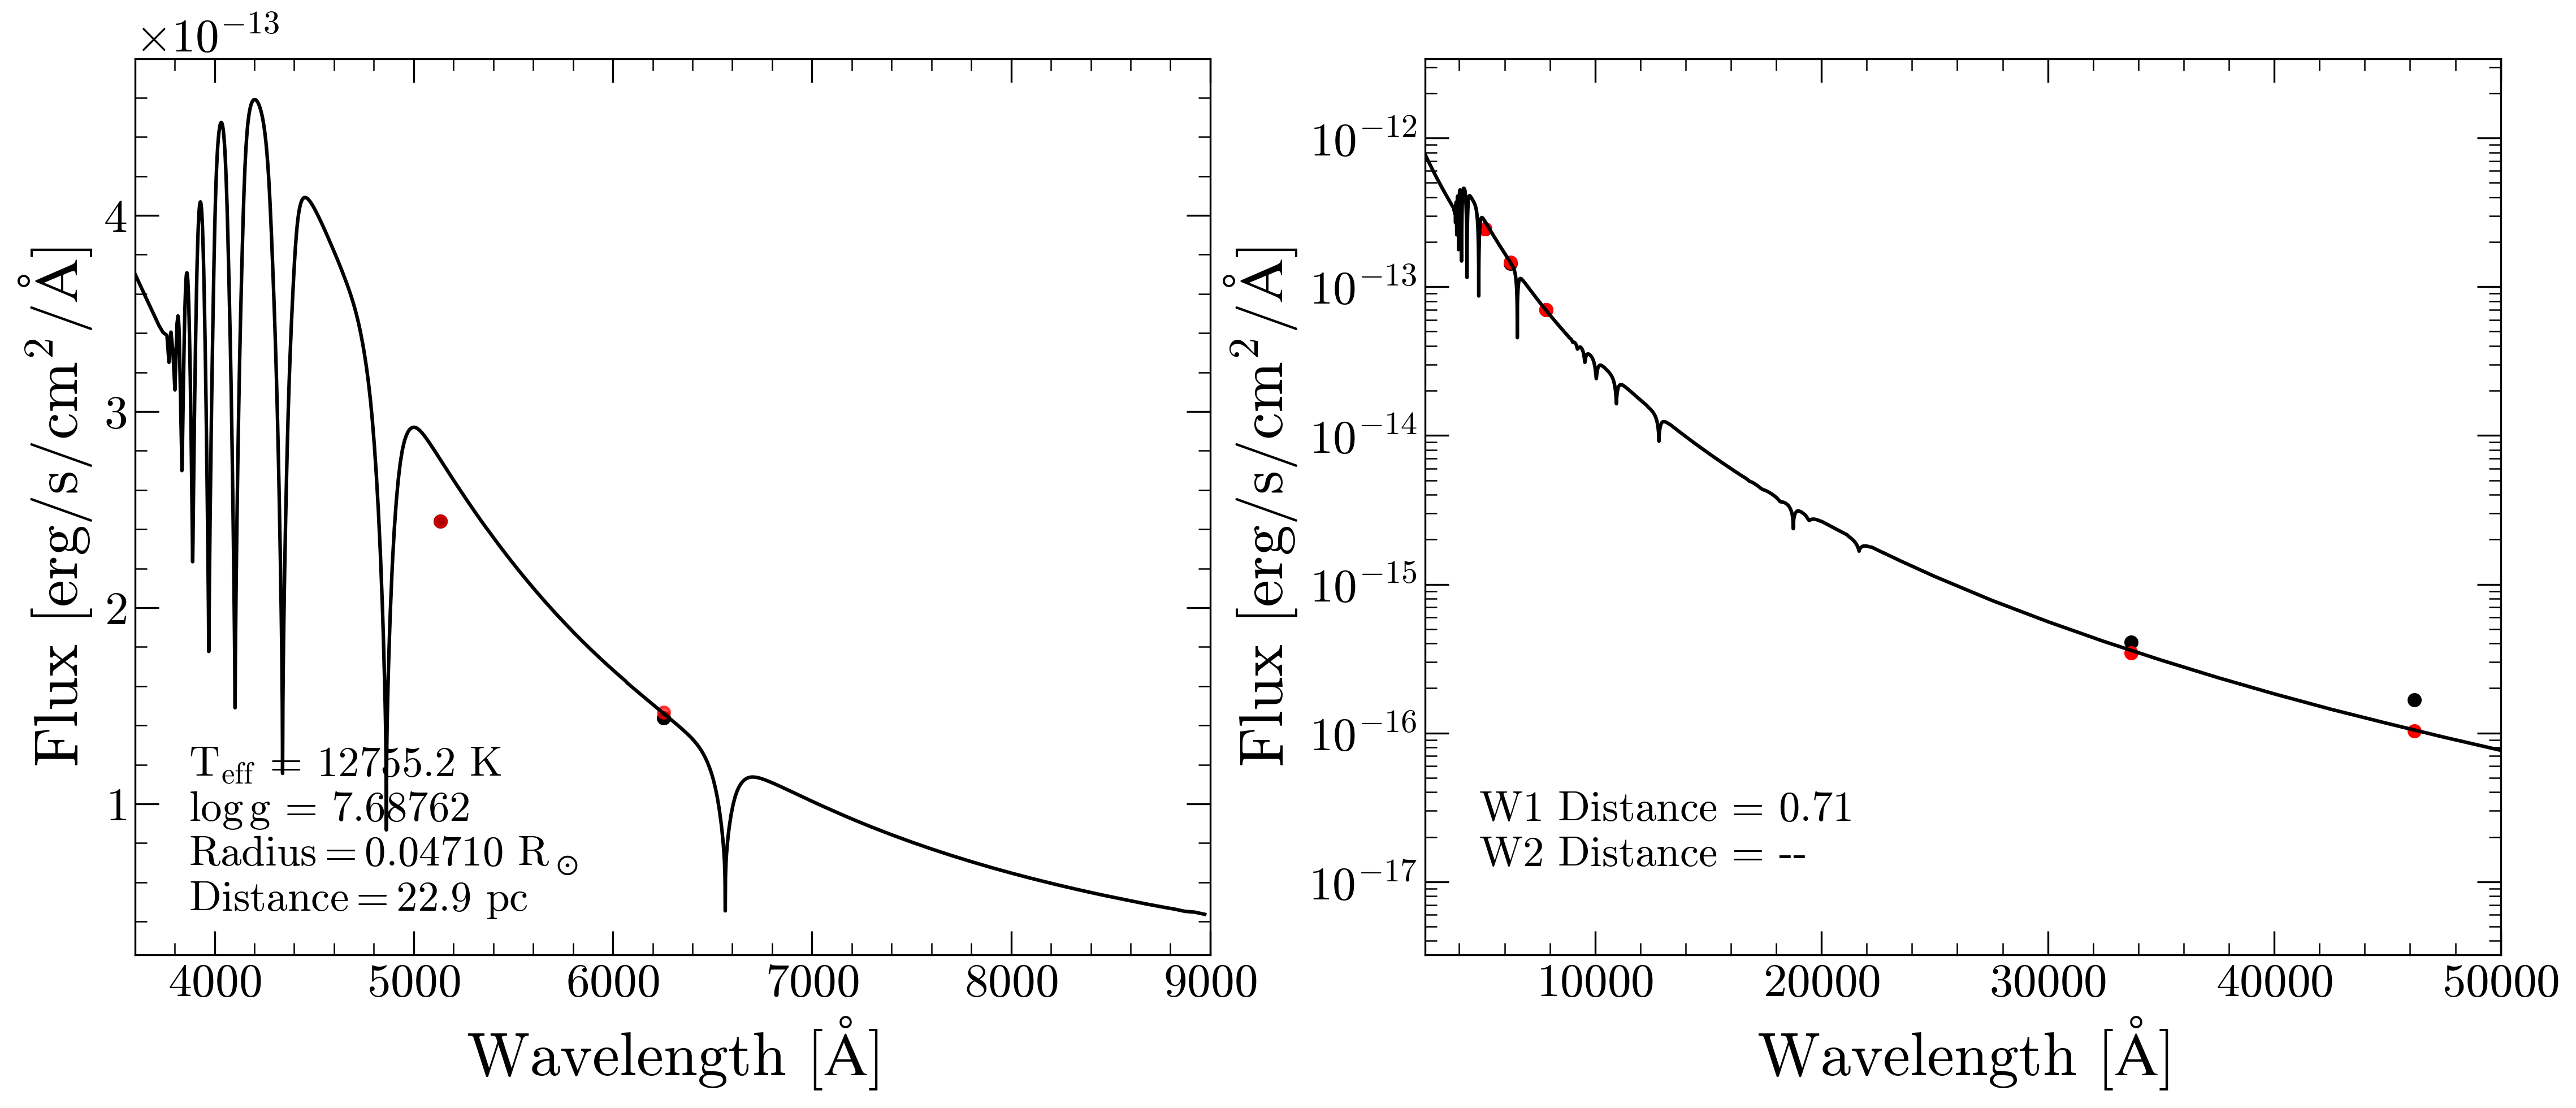 ×10⁻¹³
Flux [erg/s/cm²/Å]
4
3
2
1
T_eff = 12755.2 K
log g = 7.68762
Radius = 0.04710 R_⊙
Distance = 22.9 pc
4000 5000 6000 7000 8000 9000
Wavelength [Å]
Flux [erg/s/cm²/Å]
10⁻¹²
10⁻¹³
10⁻¹⁴
10⁻¹⁵
10⁻¹⁶
10⁻¹⁷
W1 Distance = 0.71
W2 Distance = --
10000 20000 30000 40000 50000
Wavelength [Å]